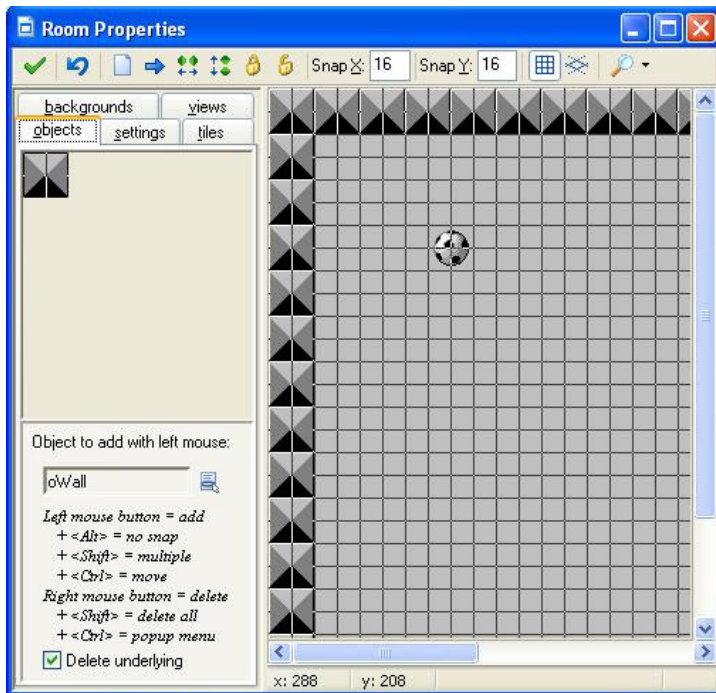 Room Properties
Snap X: 16 Snap Y: 16
backgrounds views
objects settings tiles
Object to add with left mouse:
oWall
Left mouse button = add
+ <Alt> = no snap
+ <Shift> = multiple
+ <Ctrl> = move
Right mouse button = delete
+ <Shift> = delete all
+ <Ctrl> = popup menu
Delete underlying
x: 288 y: 208